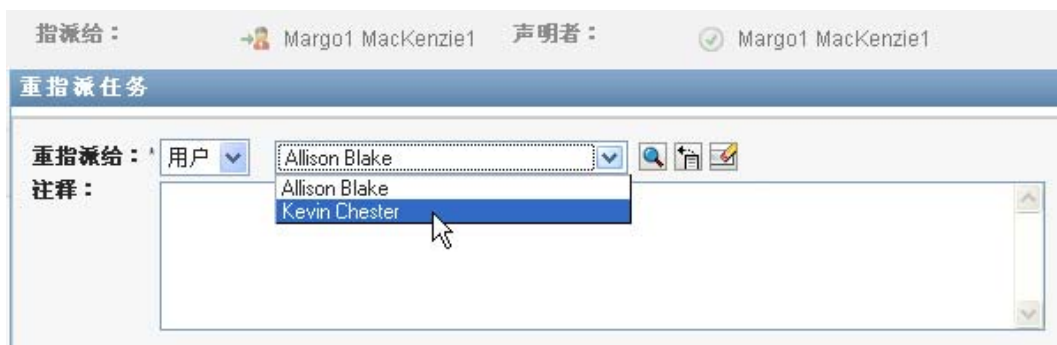 指派给： Margo1 MacKenzie1 声明者： Margo1 MacKenzie1
重指派任务
重指派给：* 用户 Allison Blake
Allison Blake
注释：
Kevin Chester